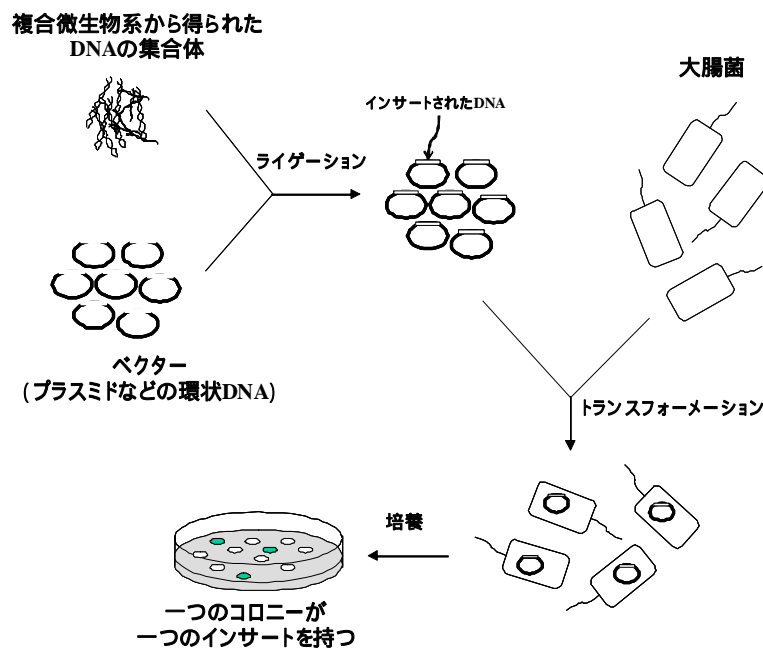 複合微生物系から得られた
DNAの集合体
大腸菌
インサートされたDNA
ライゲーション
ベクター
(プラスミドなどの環状DNA)
トランスフォーメーション
培養
一つのコロニーが
一つのインサートを持つ